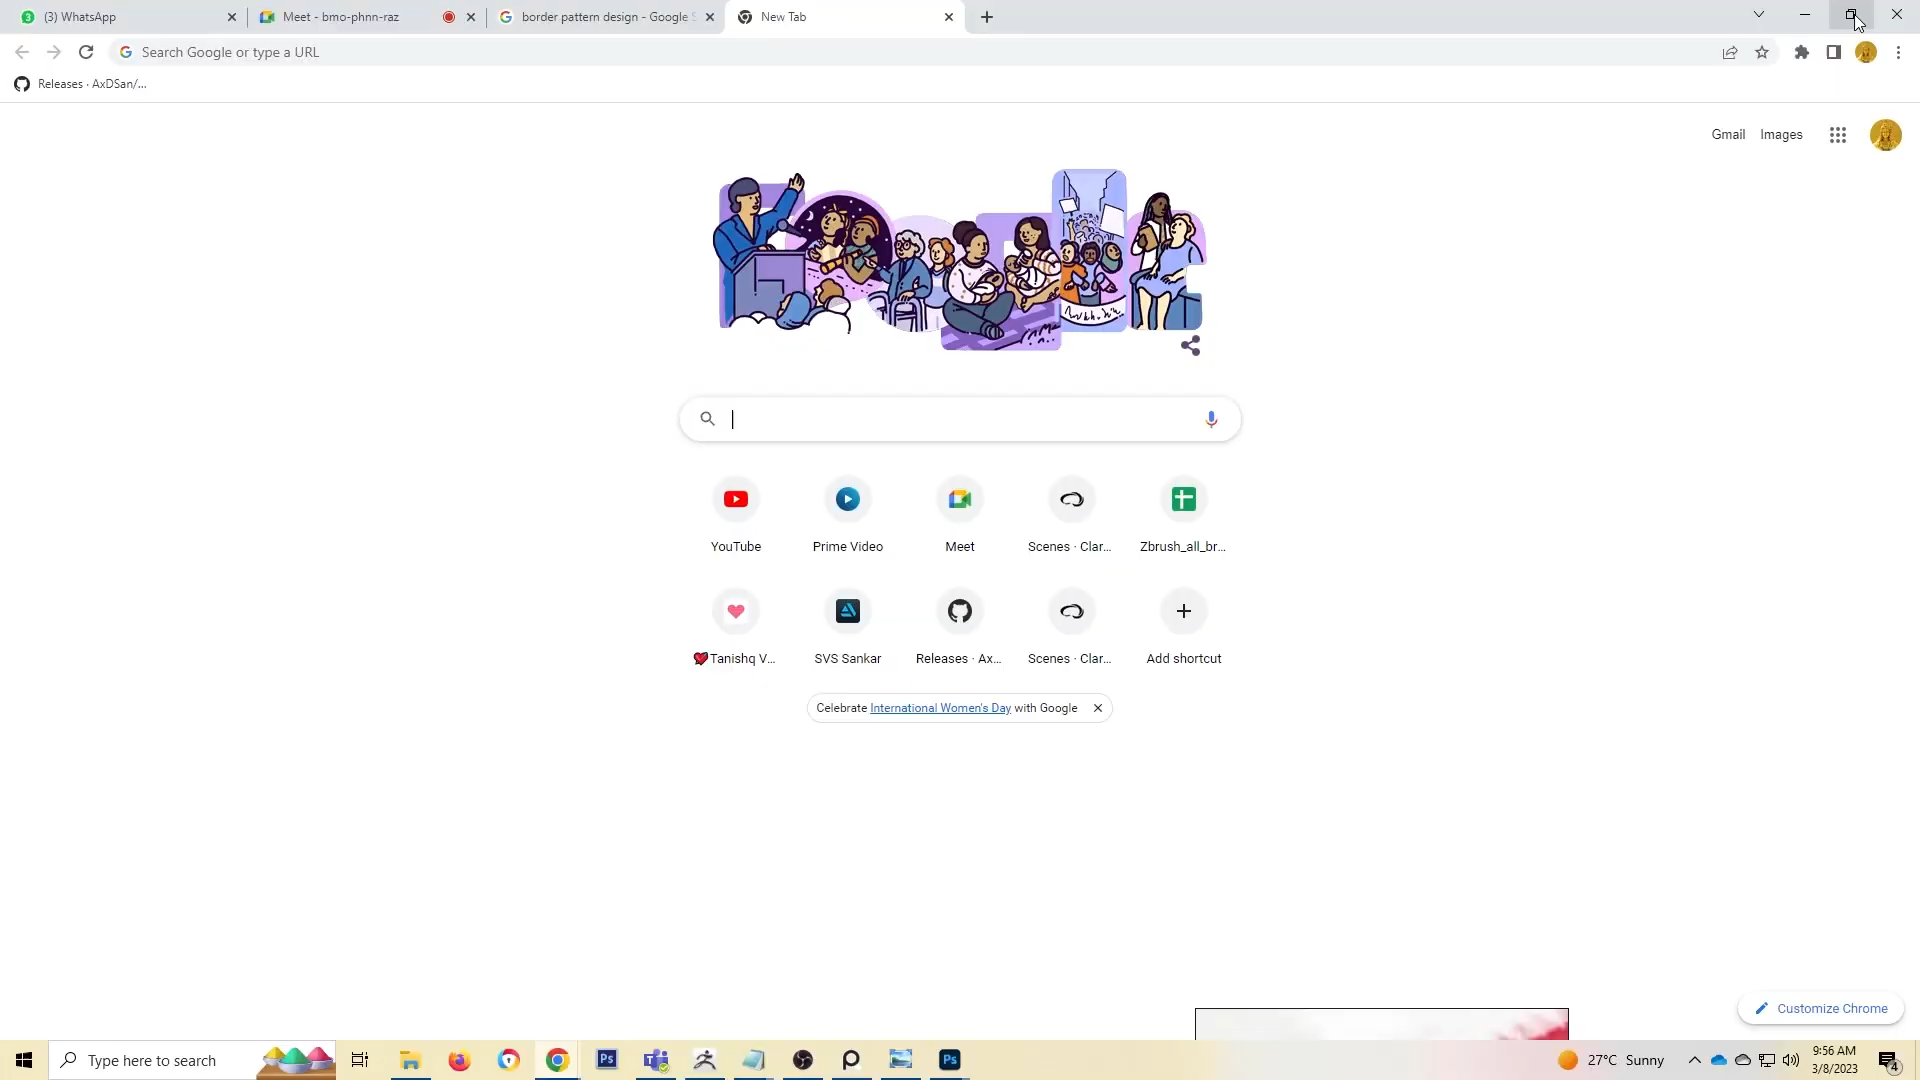 (3) WhatsApp
Meet - bmo-phnn-raz
border pattern design - Google S
New Tab
Search Google or type a URL
Releases · AxDSan/...
Gmail
Images
YouTube
Prime Video
Meet
Scenes · Clar...
Zbrush_all_br...
Tanishq V...
SVS Sankar
Releases · Ax...
Scenes · Clar...
Add shortcut
Celebrate International Women's Day with Google
Customize Chrome
Type here to search
27°C Sunny
9:56 AM
3/8/2023
4